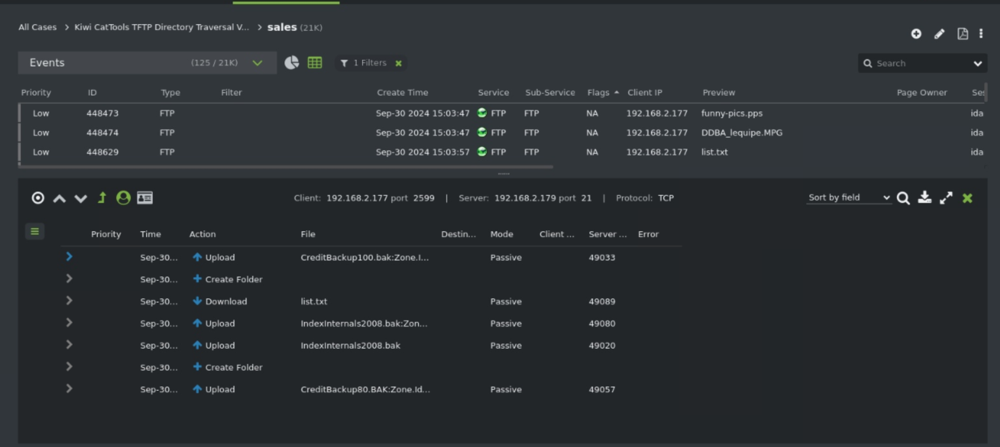 All Cases > Kiwi CatTools TFTP Directory Traversal V... > sales (21K)
Events (125 / 21K) 1 Filters Search
Priority ID Type Filter Create Time Service Sub-Service Flags Client IP Preview Page Owner Ses
Low 448473 FTP Sep-30 2024 15:03:47 FTP FTP NA 192.168.2.177 funny-pics.pps ida
Low 448474 FTP Sep-30 2024 15:03:47 FTP FTP NA 192.168.2.177 DDBA_lequipe.MPG ida
Low 448629 FTP Sep-30 2024 15:03:57 FTP FTP NA 192.168.2.177 list.txt ida
Client: 192.168.2.177 port 2599 | Server: 192.168.2.179 port 21 | Protocol: TCP Sort by field
Priority Time Action File Destin... Mode Client ... Server ... Error
Sep-30... Upload CreditBackup100.bak:Zone.I... Passive 49033
Sep-30... Create Folder
Sep-30... Download list.txt Passive 49089
Sep-30... Upload IndexInternals2008.bak:Zon... Passive 49080
Sep-30... Upload IndexInternals2008.bak Passive 49020
Sep-30... Create Folder
Sep-30... Upload CreditBackup80.BAK:Zone.Id... Passive 49057